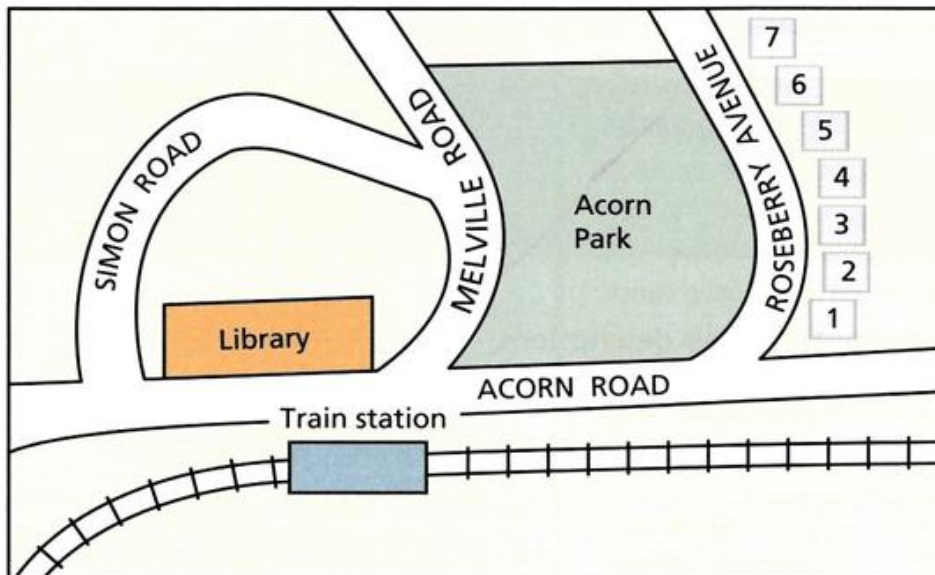 7
6
5
4
3
2
1
SIMON ROAD
MELVILLE ROAD
ROSEBERRY AVENUE
Acorn
Park
Library
ACORN ROAD
Train station